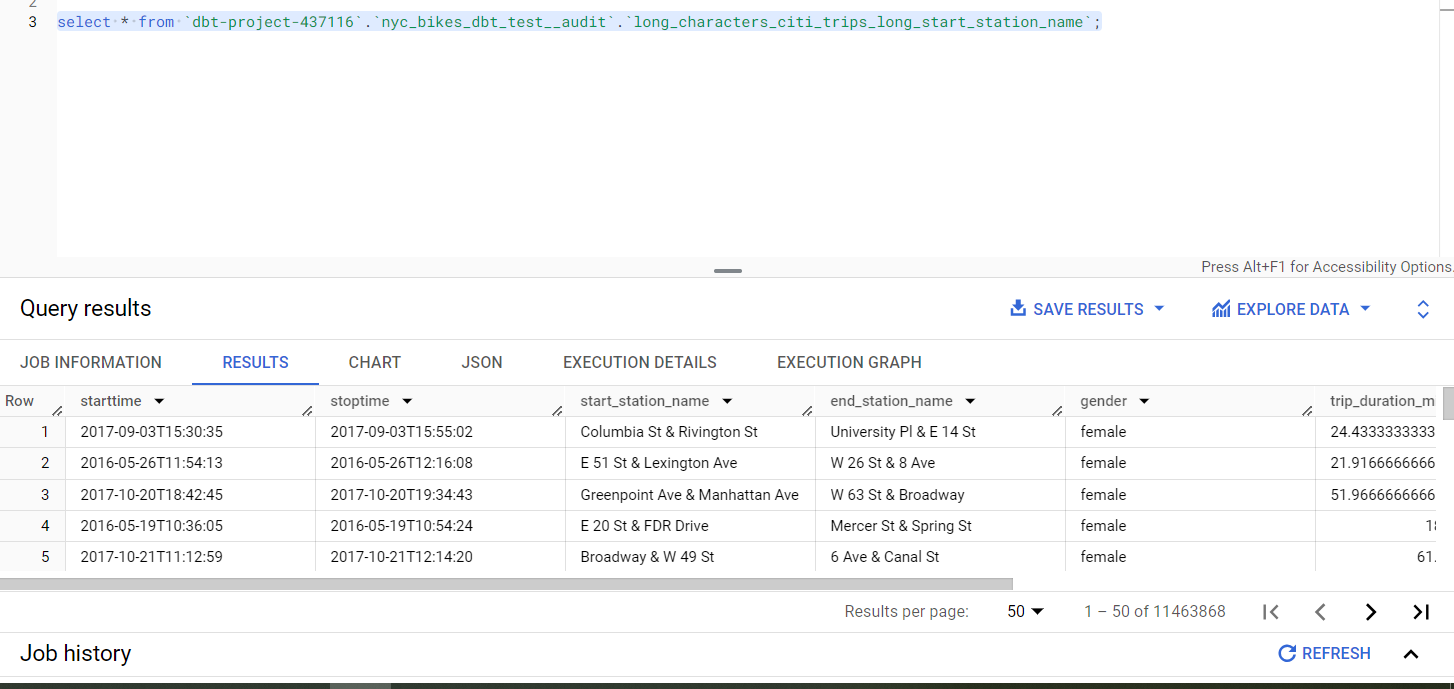 2
3 select * from `dbt-project-437116`.`nyc_bikes_dbt_test__audit`.`long_characters_citi_trips_long_start_station_name`;
Press Alt+F1 for Accessibility Options.
Query results SAVE RESULTS EXPLORE DATA
JOB INFORMATION RESULTS CHART JSON EXECUTION DETAILS EXECUTION GRAPH
Row starttime stoptime start_station_name end_station_name gender trip_duration_m
1 2017-09-03T15:30:35 2017-09-03T15:55:02 Columbia St & Rivington St University Pl & E 14 St female 24.4333333333
2 2016-05-26T11:54:13 2016-05-26T12:16:08 E 51 St & Lexington Ave W 26 St & 8 Ave female 21.9166666666
3 2017-10-20T18:42:45 2017-10-20T19:34:43 Greenpoint Ave & Manhattan Ave W 63 St & Broadway female 51.9666666666
4 2016-05-19T10:36:05 2016-05-19T10:54:24 E 20 St & FDR Drive Mercer St & Spring St female
5 2017-10-21T11:12:59 2017-10-21T12:14:20 Broadway & W 49 St 6 Ave & Canal St female 61.
Results per page: 50 1 – 50 of 11463868
Job history REFRESH